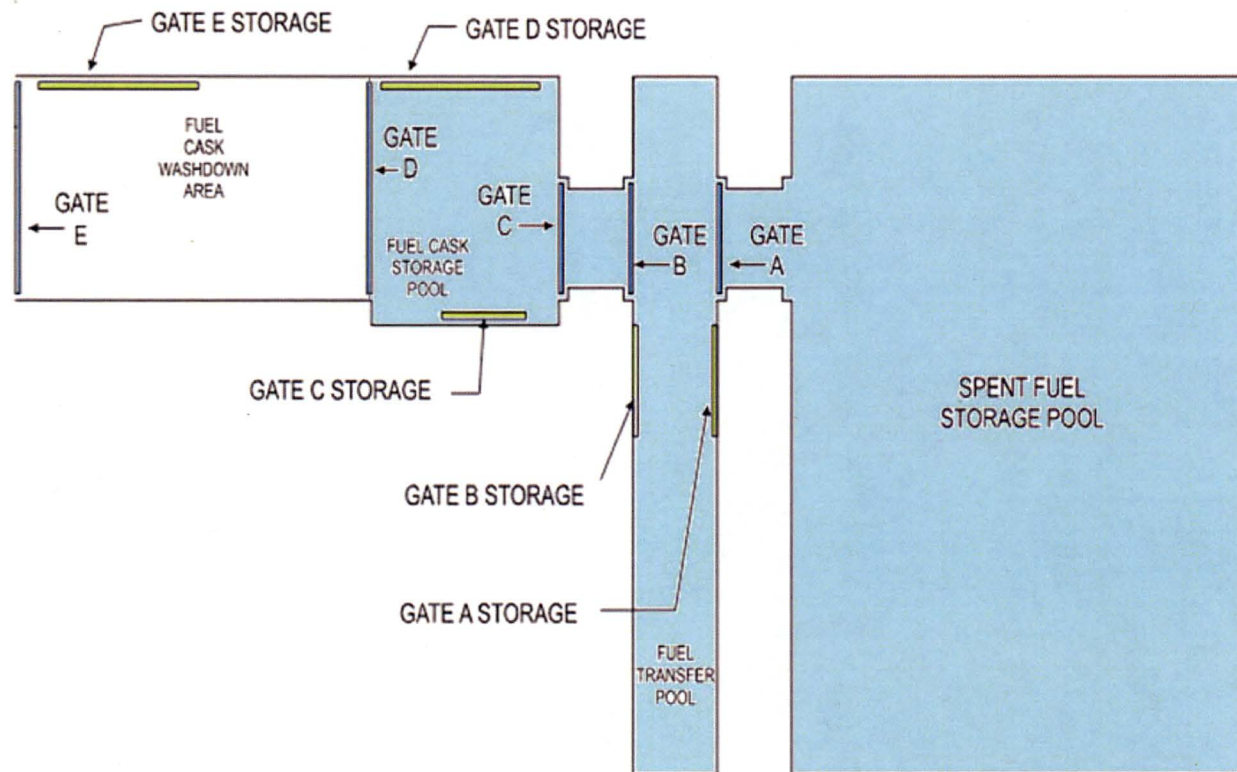 GATE E STORAGE
GATE D STORAGE
FUEL
CASK
WASHDOWN
AREA
GATE
D
GATE
E
GATE
C
FUEL CASK
STORAGE
POOL
GATE
B
GATE
A
GATE C STORAGE
SPENT FUEL
STORAGE POOL
GATE B STORAGE
GATE A STORAGE
FUEL
TRANSFER
POOL